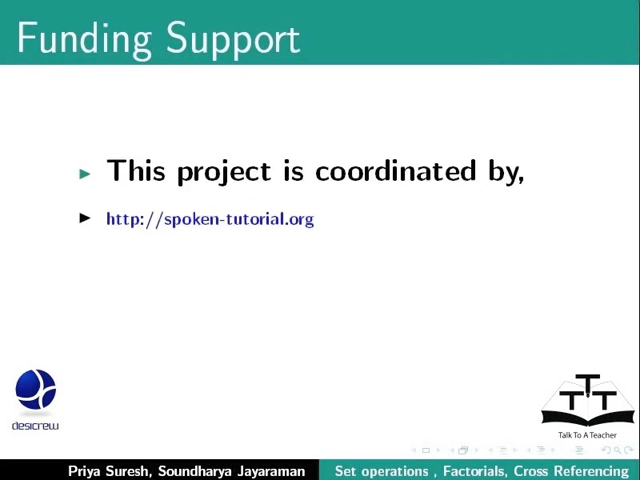 Funding Support
This project is coordinated by,
http://spoken-tutorial.org
desicrew
TTT
Talk To A Teacher
Priya Suresh, Soundharya Jayaraman
Set operations , Factorials, Cross Referencing